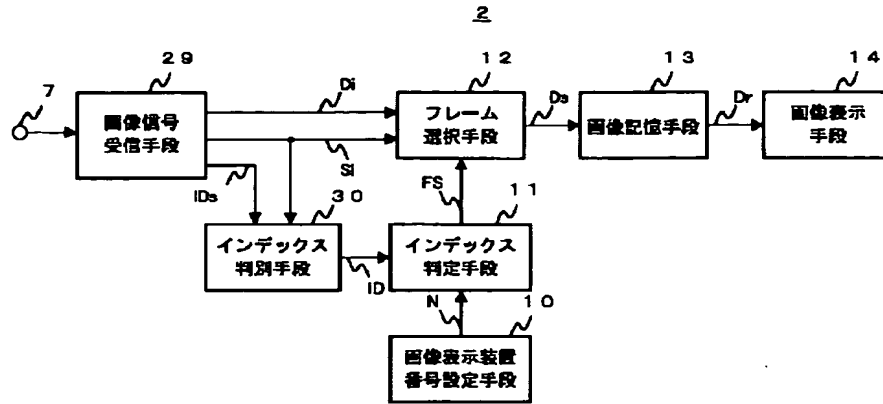 2
29
12
13
14
7
画像信号
受信手段
Di
フレーム
選択手段
Ds
画像記憶手段
Dr
画像表示
手段
Si
IDs
30
FS
11
インデックス
判別手段
ID
インデックス
判定手段
N
10
画像表示装置
番号設定手段